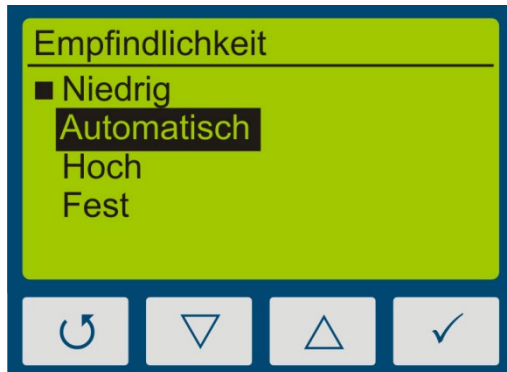 Empfindlichkeit
Niedrig
Automatisch
Hoch
Fest